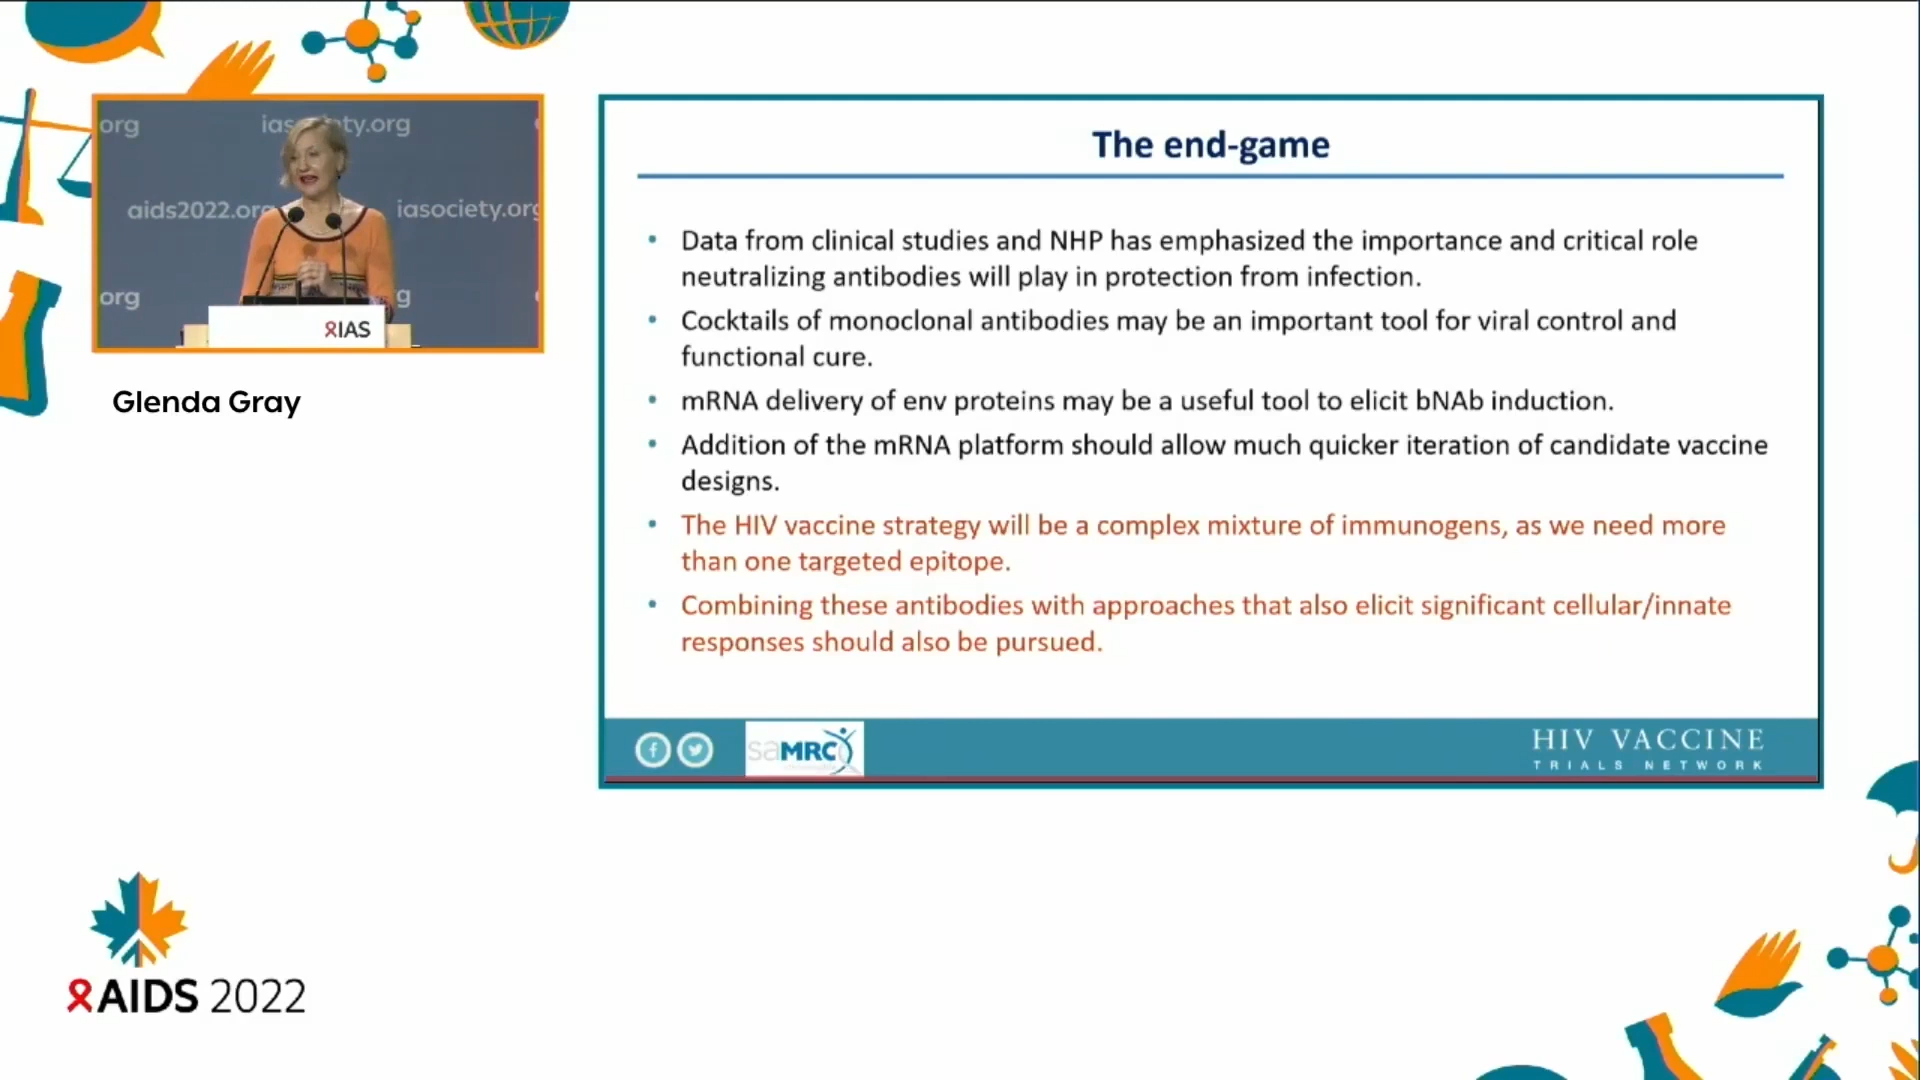 org
iasociety.org
aids2022.org
iasociety.org
org
IAS
Glenda Gray
The end-game
• Data from clinical studies and NHP has emphasized the importance and critical role
neutralizing antibodies will play in protection from infection.
• Cocktails of monoclonal antibodies may be an important tool for viral control and
functional cure.
• mRNA delivery of env proteins may be a useful tool to elicit bNAb induction.
• Addition of the mRNA platform should allow much quicker iteration of candidate vaccine
designs.
• The HIV vaccine strategy will be a complex mixture of immunogens, as we need more
than one targeted epitope.
• Combining these antibodies with approaches that also elicit significant cellular/innate
responses should also be pursued.
saMRC
HIV VACCINE
TRIALS NETWORK
AIDS 2022